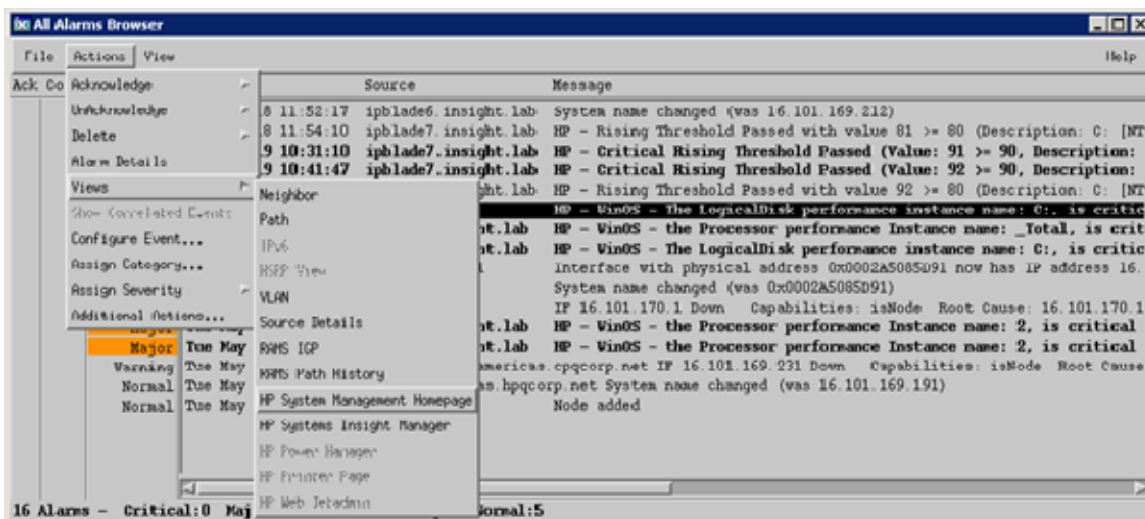 All Alarms Browser
File Actions View Help
Ack Co Source Message
Acknowledge
UnAcknowledge
Delete
Alarm Details
Views
Show Correlated Events
Configure Event...
Assign Category...
Assign Severity
Additional Actions...
Neighbor
Path
IPv6
HSRP View
VLAN
Source Details
RAMS IGP
RAMS Path History
HP System Management Homepage
HP Systems Insight Manager
HP Power Manager
HP Printer Page
HP Web Jetadmin
8 11:52:17 ipblade6.insight.lab System name changed (was 16.101.169.212)
8 11:54:10 ipblade7.insight.lab HP - Rising Threshold Passed with value 81 >= 80 (Description: C: [NT
9 10:31:10 ipblade7.insight.lab HP - Critical Rising Threshold Passed (Value: 91 >= 90, Description:
9 10:41:47 ipblade7.insight.lab HP - Critical Rising Threshold Passed (Value: 92 >= 90, Description:
ht.lab HP - Rising Threshold Passed with value 92 >= 80 (Description: C: [NT
HP - WinOS - The LogicalDisk performance instance name: C:, is critic
ht.lab HP - WinOS - the Processor performance Instance name: _Total, is crit
ht.lab HP - WinOS - The LogicalDisk performance instance name: C:, is critic
Interface with physical address 0x0002A5085D91 now has IP address 16.
System name changed (was 0x0002A5085D91)
IP 16.101.170.1 Down Capabilities: isNode Root Cause: 16.101.170.1
Major Tue May ht.lab HP - WinOS - the Processor performance Instance name: 2, is critical
Major Tue May ht.lab HP - WinOS - the Processor performance Instance name: 2, is critical
Warning Tue May americas.cpqcorp.net IP 16.101.169.231 Down Capabilities: isNode Root Cause
Normal Tue May as.hpqcorp.net System name changed (was 16.101.169.191)
Normal Tue May Node added
16 Alarms - Critical:0 Maj Normal:5